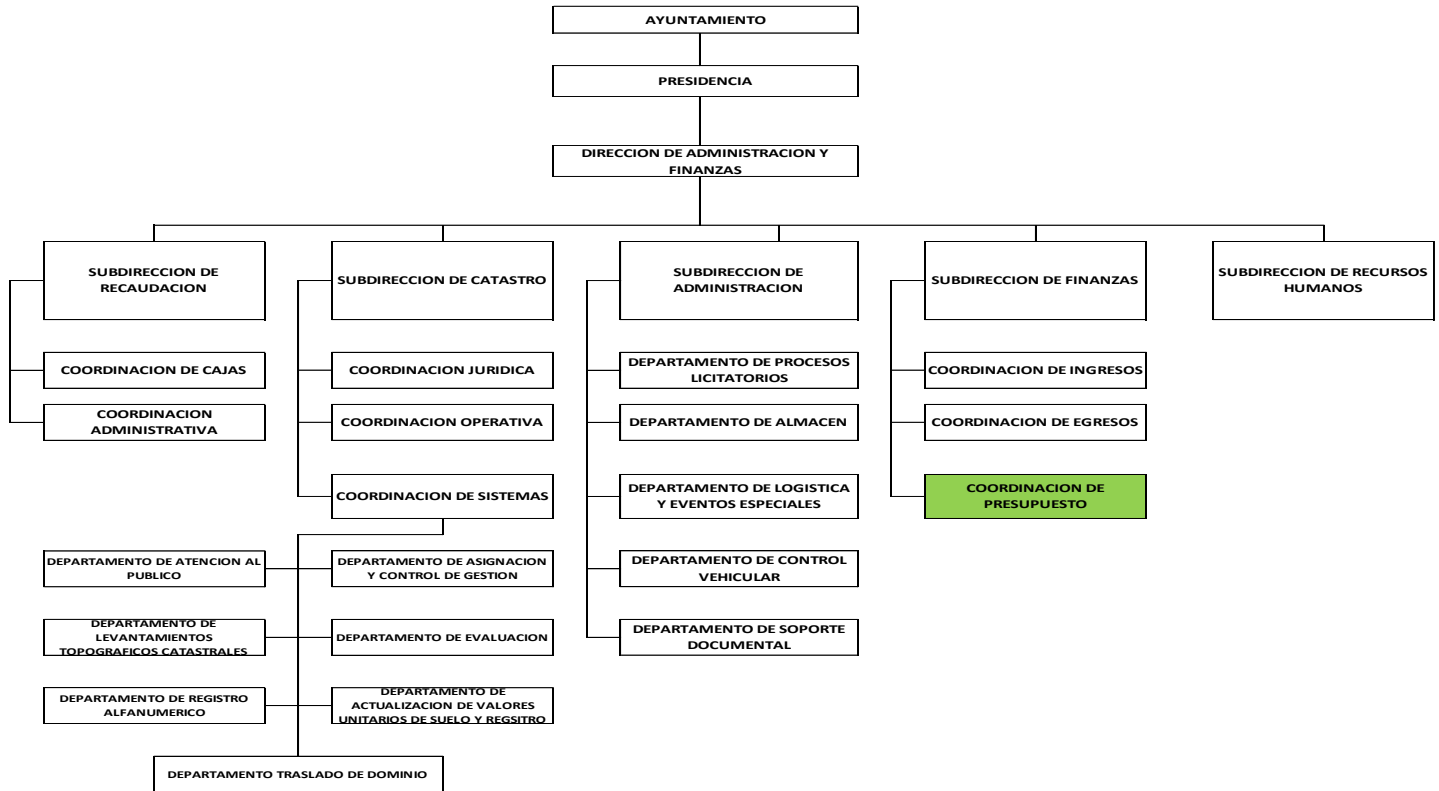 AYUNTAMIENTO
PRESIDENCIA
DIRECCION DE ADMINISTRACION Y
FINANZAS
SUBDIRECCION DE
RECAUDACION
SUBDIRECCION DE CATASTRO
SUBDIRECCION DE
ADMINISTRACION
SUBDIRECCION DE FINANZAS
SUBDIRECCION DE RECURSOS
HUMANOS
COORDINACION DE CAJAS
COORDINACION JURIDICA
DEPARTAMENTO DE PROCESOS
LICITATORIOS
COORDINACION DE INGRESOS
COORDINACION
ADMINISTRATIVA
COORDINACION OPERATIVA
DEPARTAMENTO DE ALMACEN
COORDINACION DE EGRESOS
COORDINACION DE SISTEMAS
DEPARTAMENTO DE LOGISTICA
Y EVENTOS ESPECIALES
COORDINACION DE
PRESUPUESTO
DEPARTAMENTO DE ATENCION AL
PUBLICO
DEPARTAMENTO DE ASIGNACION
Y CONTROL DE GESTION
DEPARTAMENTO DE CONTROL
VEHICULAR
DEPARTAMENTO DE
LEVANTAMIENTOS
TOPOGRAFICOS CATASTRALES
DEPARTAMENTO DE EVALUACION
DEPARTAMENTO DE SOPORTE
DOCUMENTAL
DEPARTAMENTO DE REGISTRO
ALFANUMERICO
DEPARTAMENTO DE
ACTUALIZACION DE VALORES
UNITARIOS DE SUELO Y REGSITRO
DEPARTAMENTO TRASLADO DE DOMINIO